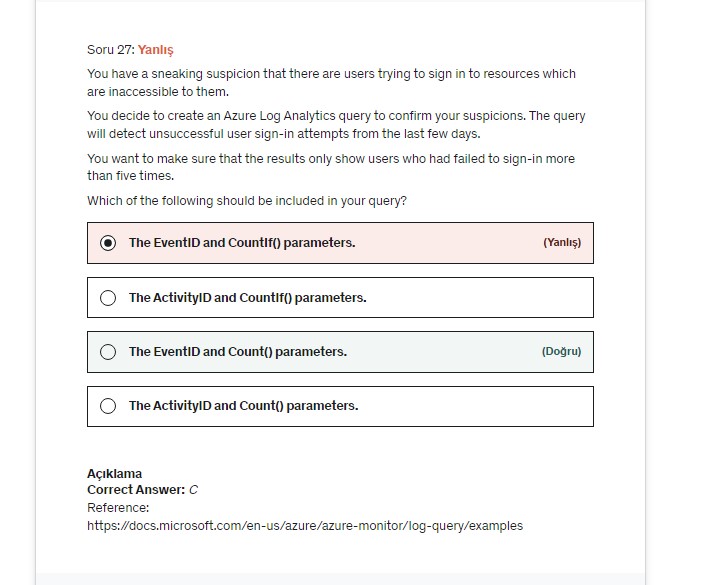 Soru 27: Yanlış
You have a sneaking suspicion that there are users trying to sign in to resources which
are inaccessible to them.
You decide to create an Azure Log Analytics query to confirm your suspicions. The query
will detect unsuccessful user sign-in attempts from the last few days.
You want to make sure that the results only show users who had failed to sign-in more
than five times.
Which of the following should be included in your query?
The EventID and CountIf() parameters. (Yanlış)
The ActivityID and CountIf() parameters.
The EventID and Count() parameters. (Doğru)
The ActivityID and Count() parameters.
Açıklama
Correct Answer: C
Reference:
https://docs.microsoft.com/en-us/azure/azure-monitor/log-query/examples